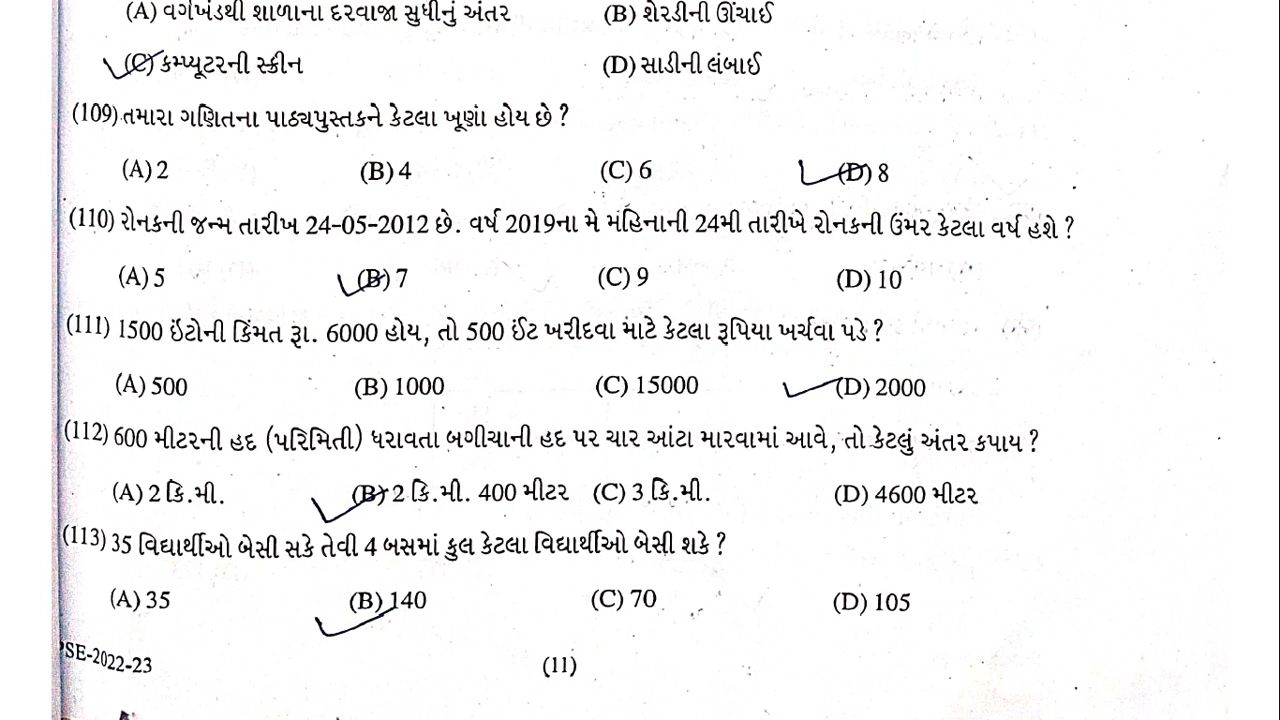 (A) વર્ગખંડથી શાળાના દરવાજા સુધીનું અંતર (B) શેરડીની ઊંચાઈ
(C) કમ્પ્યૂટરની સ્ક્રીન (D) સાડીની લંબાઈ
(109) તમારા ગણિતના પાઠ્યપુસ્તકને કેટલા ખૂણાં હોય છે ?
(A) 2 (B) 4 (C) 6 (D) 8
(110) રોનકની જન્મ તારીખ 24-05-2012 છે. વર્ષ 2019ના મે મહિનાની 24મી તારીખે રોનકની ઉંમર કેટલા વર્ષ હશે ?
(A) 5 (B) 7 (C) 9 (D) 10
(111) 1500 ઈંટોની કિંમત રૂા. 6000 હોય, તો 500 ઈંટ ખરીદવા માટે કેટલા રૂપિયા ખર્ચવા પડે ?
(A) 500 (B) 1000 (C) 15000 (D) 2000
(112) 600 મીટરની હદ (પરિમિતી) ધરાવતા બગીચાની હદ પર ચાર આંટા મારવામાં આવે, તો કેટલું અંતર કપાય ?
(A) 2 કિ.મી. (B) 2 કિ.મી. 400 મીટર (C) 3 કિ.મી. (D) 4600 મીટર
(113) 35 વિદ્યાર્થીઓ બેસી સકે તેવી 4 બસમાં કુલ કેટલા વિદ્યાર્થીઓ બેસી શકે ?
(A) 35 (B) 140 (C) 70 (D) 105
PSE-2022-23 (11)